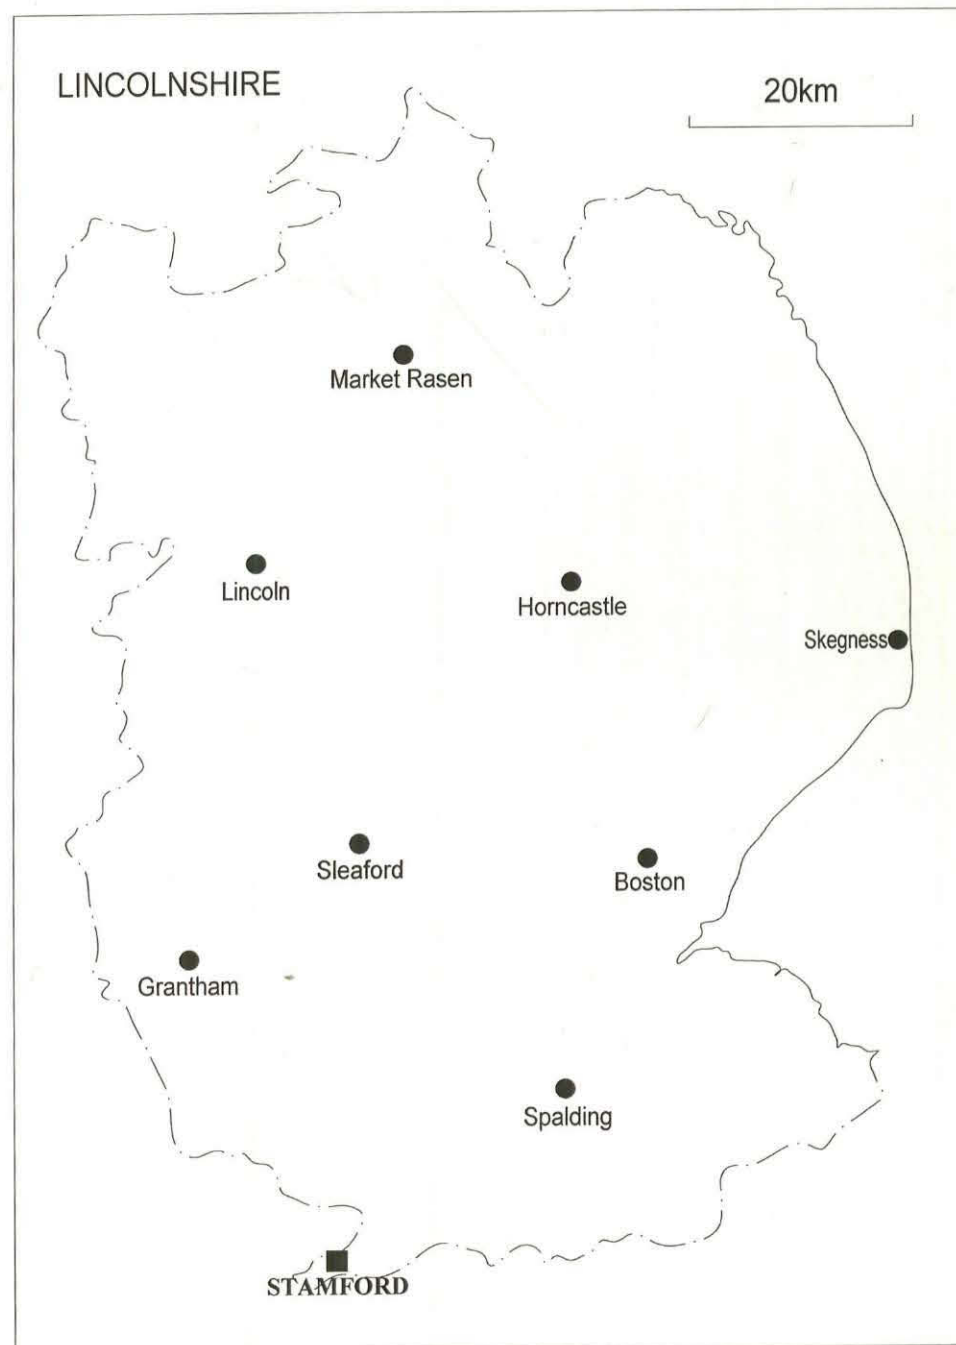 LINCOLNSHIRE
20km
Market Rasen
Lincoln
Horncastle
Skegness
Sleaford
Boston
Grantham
Spalding
STAMFORD